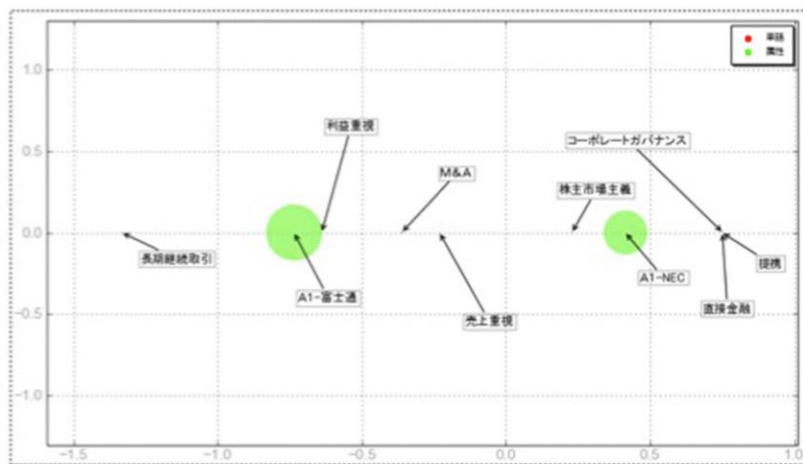 単語
属性
1.0
0.5
0.0
−0.5
−1.0
利益重視
コーポレートガバナンス
M&A
株主市場主義
長期継続取引
A1-富士通
売上重視
A1-NEC
提携
直接金融
−1.5
−1.0
−0.5
0.0
0.5
1.0